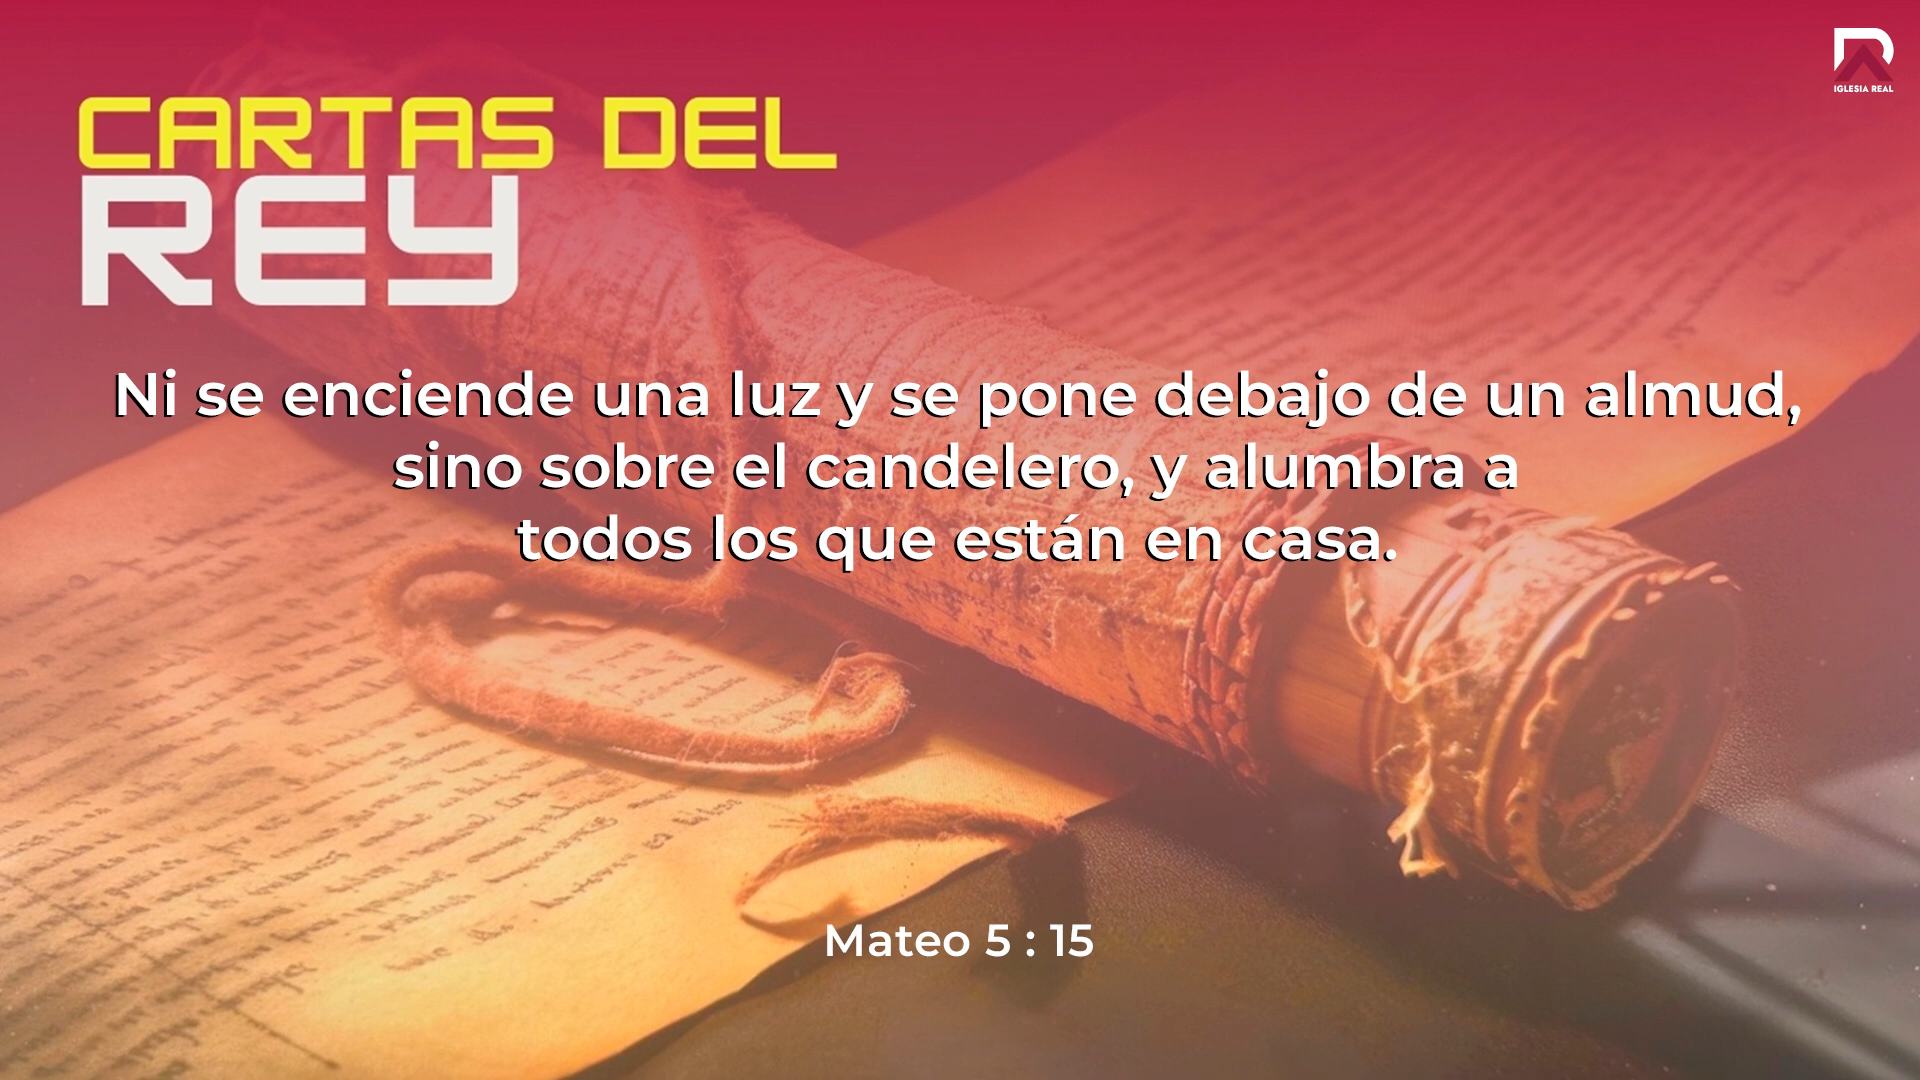 IGLESIA REAL
CARTAS DEL
REY
Ni se enciende una luz y se pone debajo de un almud,
sino sobre el candelero, y alumbra a
todos los que están en casa.
Mateo 5 : 15